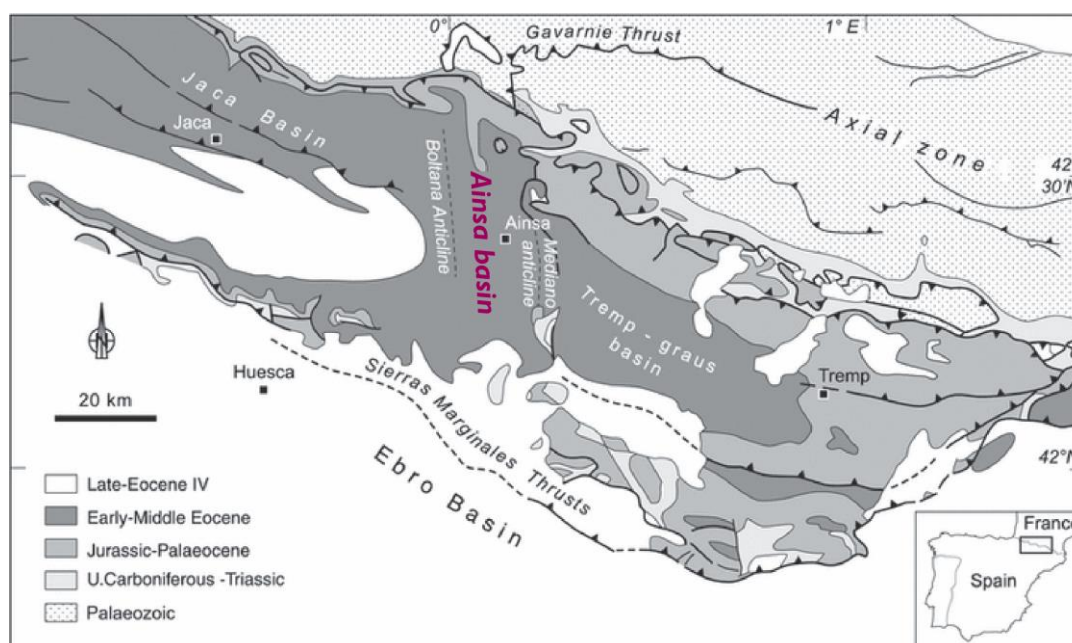 0°
1° E
Gavarnie Thrust
Axial zone
Jaca Basin
Jaca
42°
30'N
Boltana Anticline
Ainsa basin
Ainsa
Mediano
anticline
Tremp - graus
basin
0
N
Huesca
20 km
Tremp
Sierras Marginales Thrusts
Ebro Basin
42°N
Late-Eocene IV
Early-Middle Eocene
Jurassic-Palaeocene
U.Carboniferous -Triassic
Palaeozoic
France
Spain